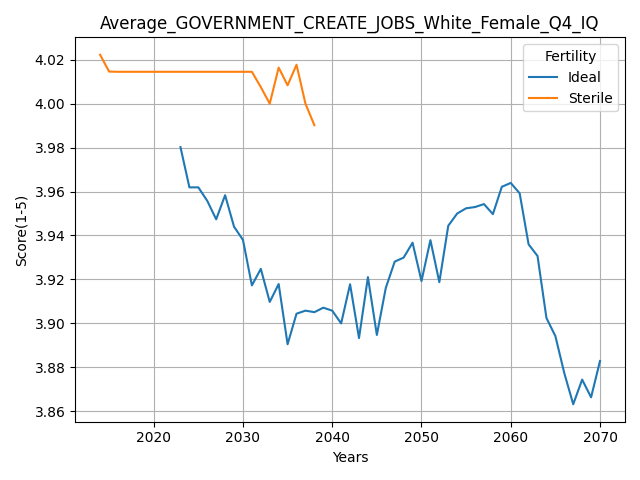 Average_GOVERNMENT_CREATE_JOBS_White_Female_Q4_IQ
Fertility
Ideal
Sterile
Score(1-5)
4.02
4.00
3.98
3.96
3.94
3.92
3.90
3.88
3.86
2020 2030 2040 2050 2060 2070
Years